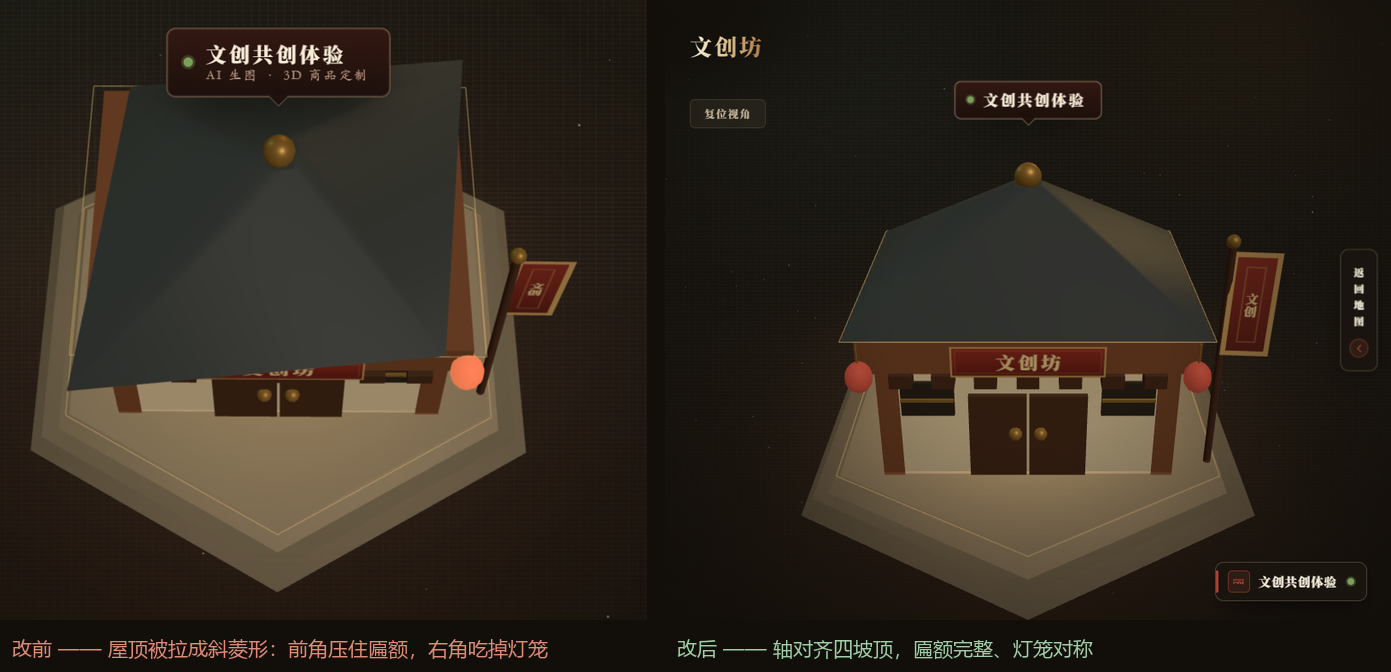 文创共创体验
AI 生图 · 3D 商品定制
文创
文创坊
改前 —— 屋顶被拉成斜菱形：前角压住匾额，右角吃掉灯笼
文创坊
复位视角
文创共创体验
文创
文创坊
返回地图
文创共创体验
改后 —— 轴对齐四坡顶，匾额完整、灯笼对称